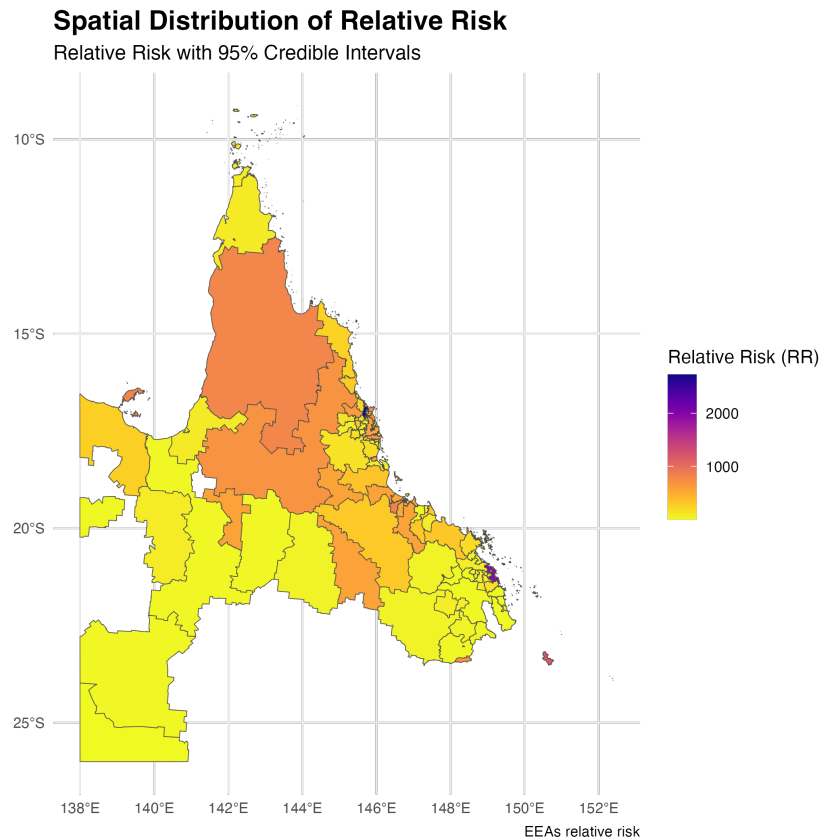 Spatial Distribution of Relative Risk
Relative Risk with 95% Credible Intervals
10°S
15°S
20°S
25°S
138°E 140°E 142°E 144°E 146°E 148°E 150°E 152°E
Relative Risk (RR)
2000
1000
EEAs relative risk